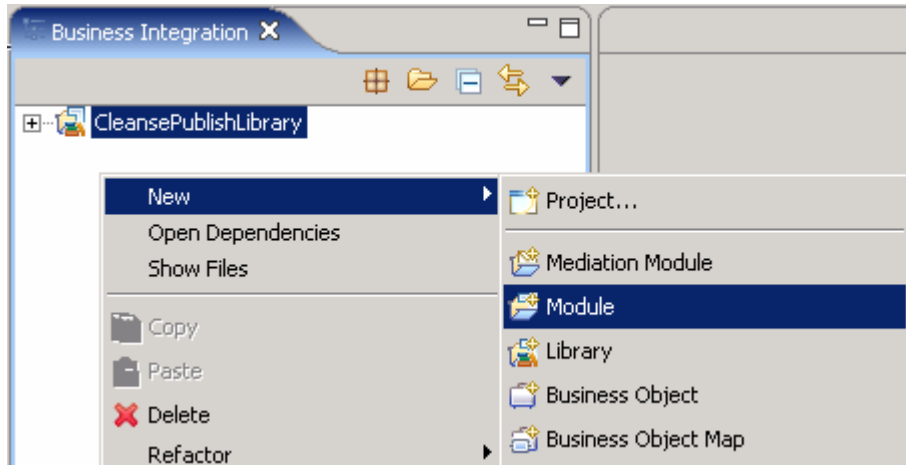 Business Integration
CleansePublishLibrary
New
Open Dependencies
Show Files
Copy
Paste
Delete
Refactor
Project...
Mediation Module
Module
Library
Business Object
Business Object Map